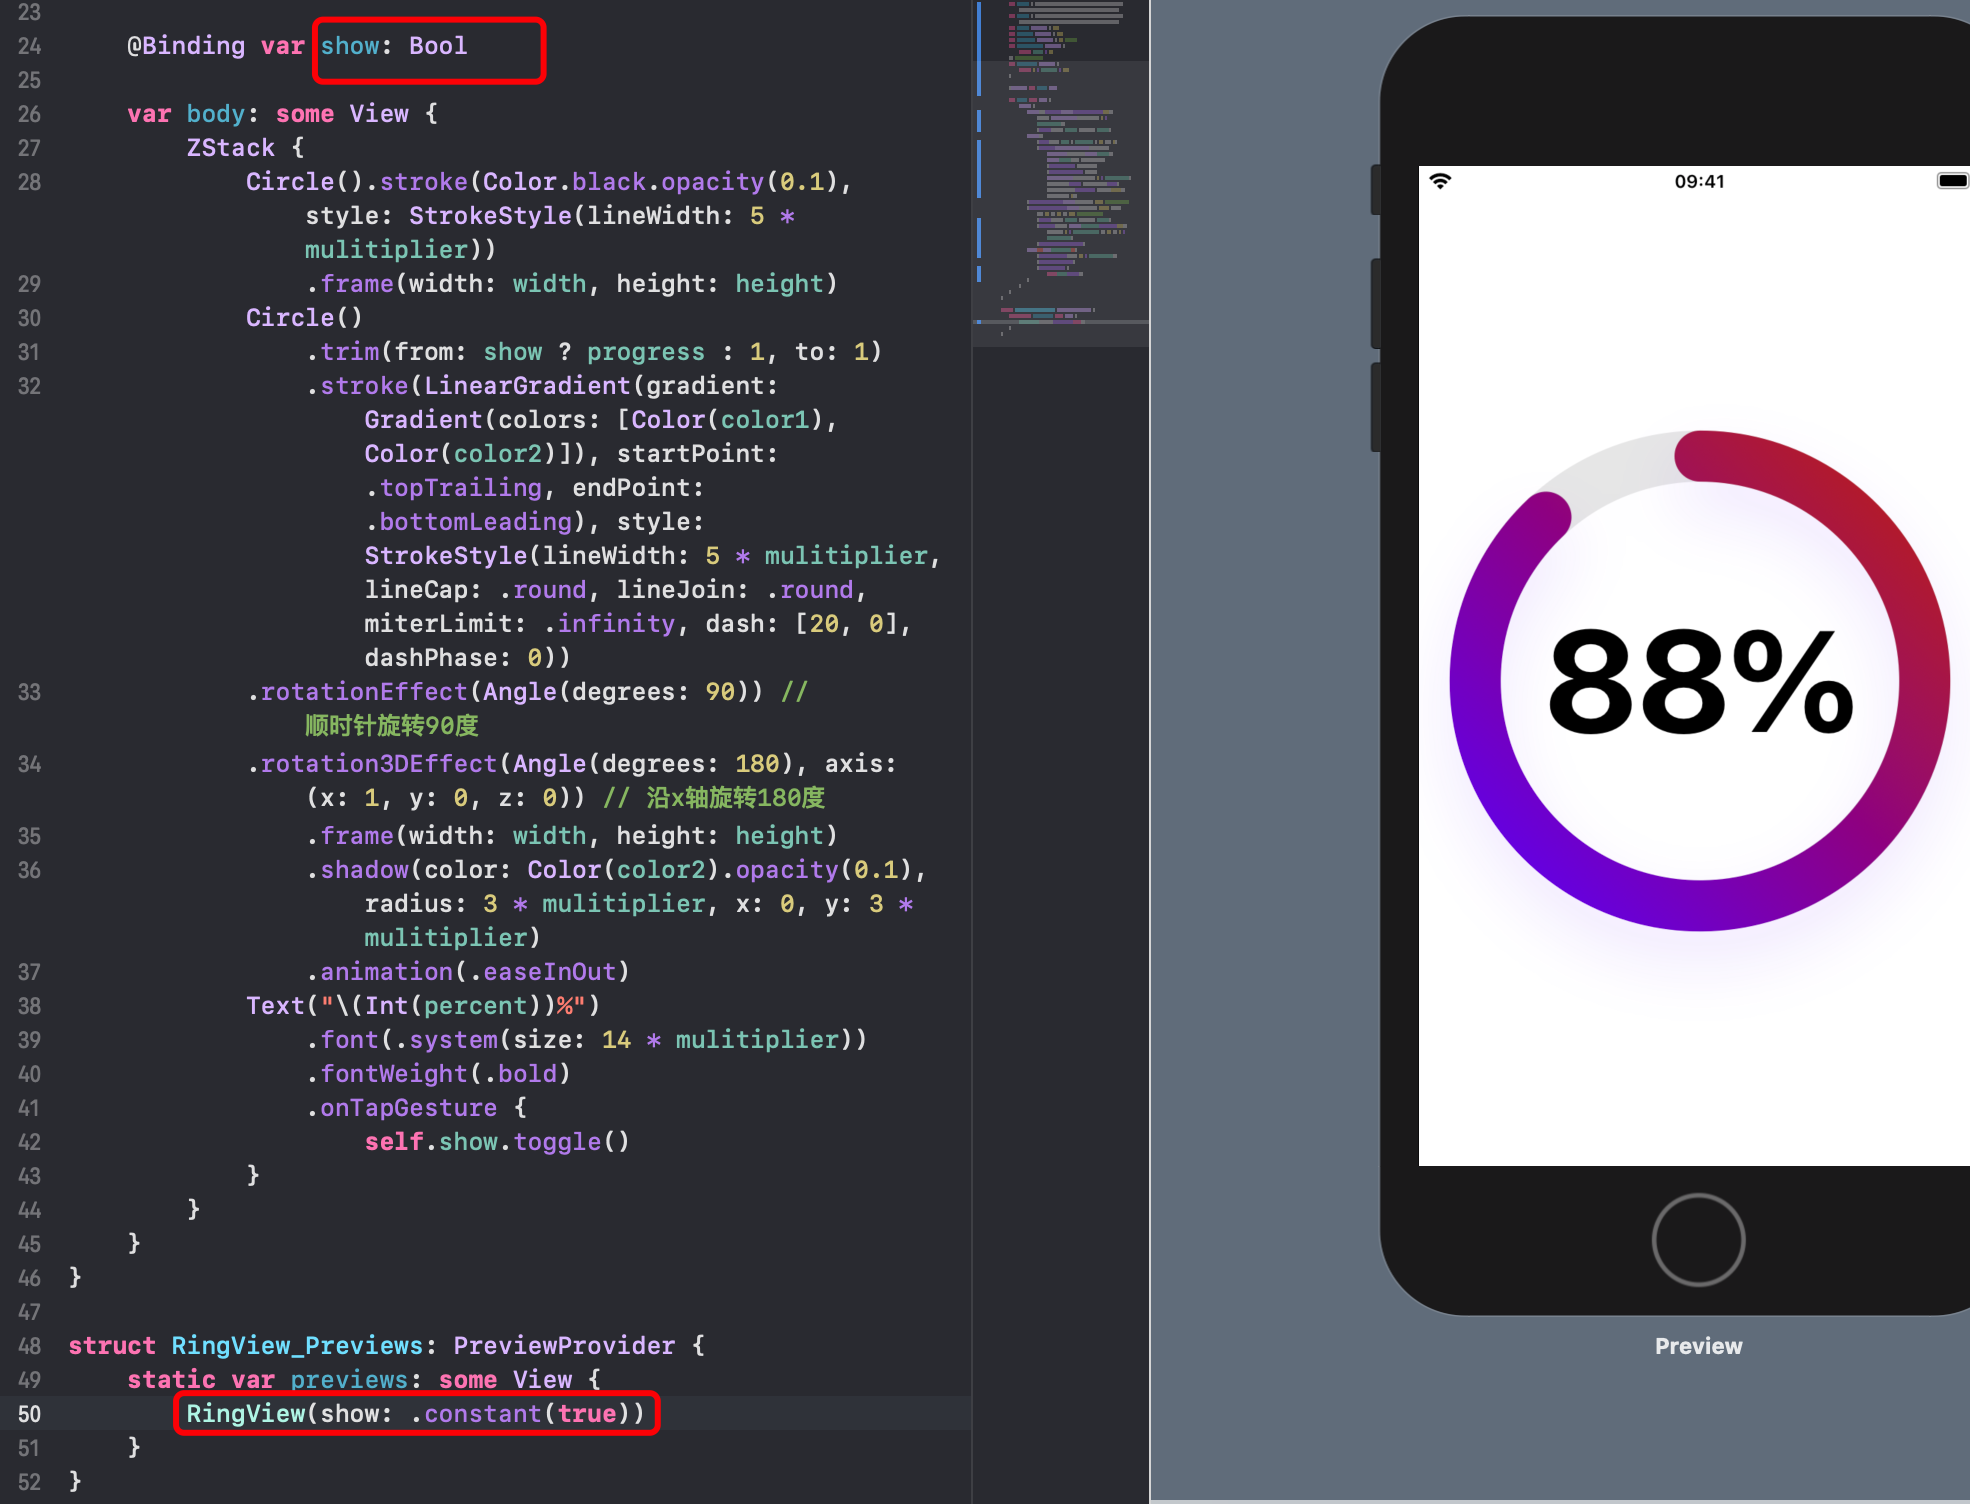 23
24 @Binding var show: Bool
25
26 var body: some View {
27 ZStack {
28 Circle().stroke(Color.black.opacity(0.1),
style: StrokeStyle(lineWidth: 5 *
mulitiplier))
29 .frame(width: width, height: height)
30 Circle()
31 .trim(from: show ? progress : 1, to: 1)
32 .stroke(LinearGradient(gradient:
Gradient(colors: [Color(color1),
Color(color2)]), startPoint:
.topTrailing, endPoint:
.bottomLeading), style:
StrokeStyle(lineWidth: 5 * mulitiplier,
lineCap: .round, lineJoin: .round,
miterLimit: .infinity, dash: [20, 0],
dashPhase: 0))
33 .rotationEffect(Angle(degrees: 90)) //
顺时针旋转90度
34 .rotation3DEffect(Angle(degrees: 180), axis:
(x: 1, y: 0, z: 0)) // 沿x轴旋转180度
35 .frame(width: width, height: height)
36 .shadow(color: Color(color2).opacity(0.1),
radius: 3 * mulitiplier, x: 0, y: 3 *
mulitiplier)
37 .animation(.easeInOut)
38 Text("\(Int(percent))%")
39 .font(.system(size: 14 * mulitiplier))
40 .fontWeight(.bold)
41 .onTapGesture {
42 self.show.toggle()
43 }
44 }
45 }
46 }
47
48 struct RingView_Previews: PreviewProvider {
49 static var previews: some View {
50 RingView(show: .constant(true))
51 }
52 }
09:41
88%
Preview